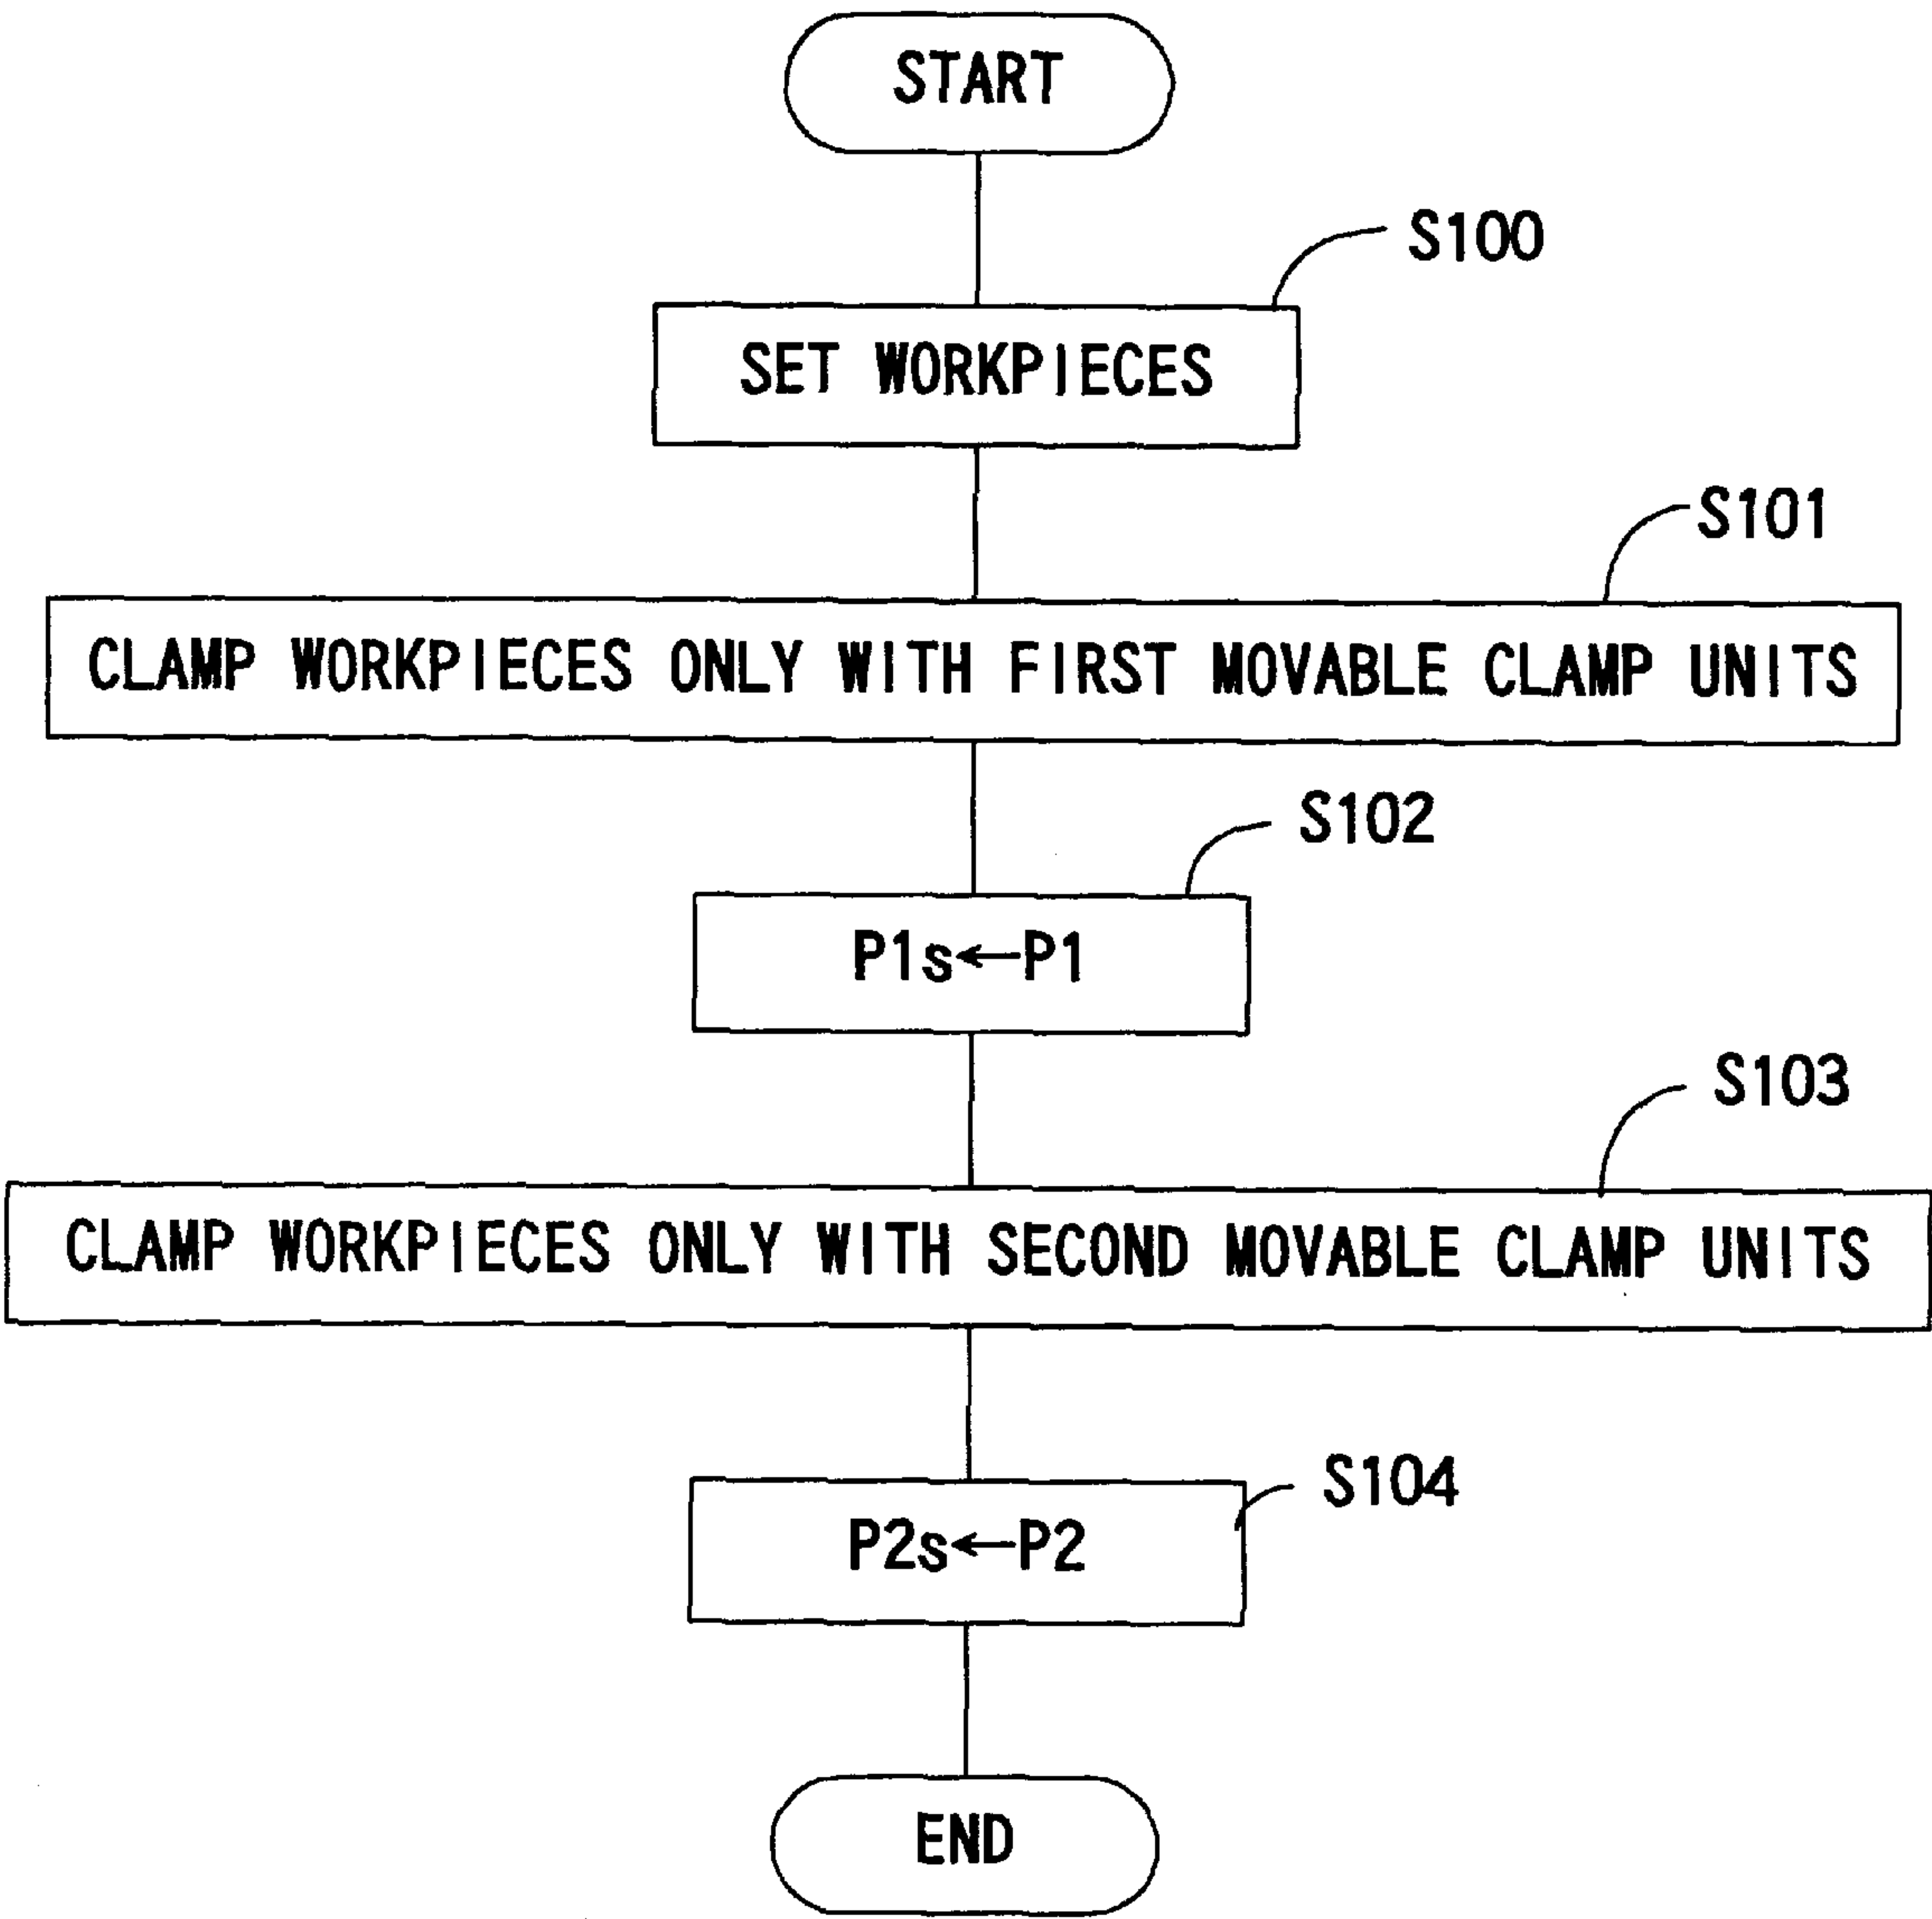 START
S100
SET WORKPIECES
S101
CLAMP WORKPIECES ONLY WITH FIRST MOVABLE CLAMP UNITS
S102
P1s←P1
S103
CLAMP WORKPIECES ONLY WITH SECOND MOVABLE CLAMP UNITS
S104
P2s←P2
END